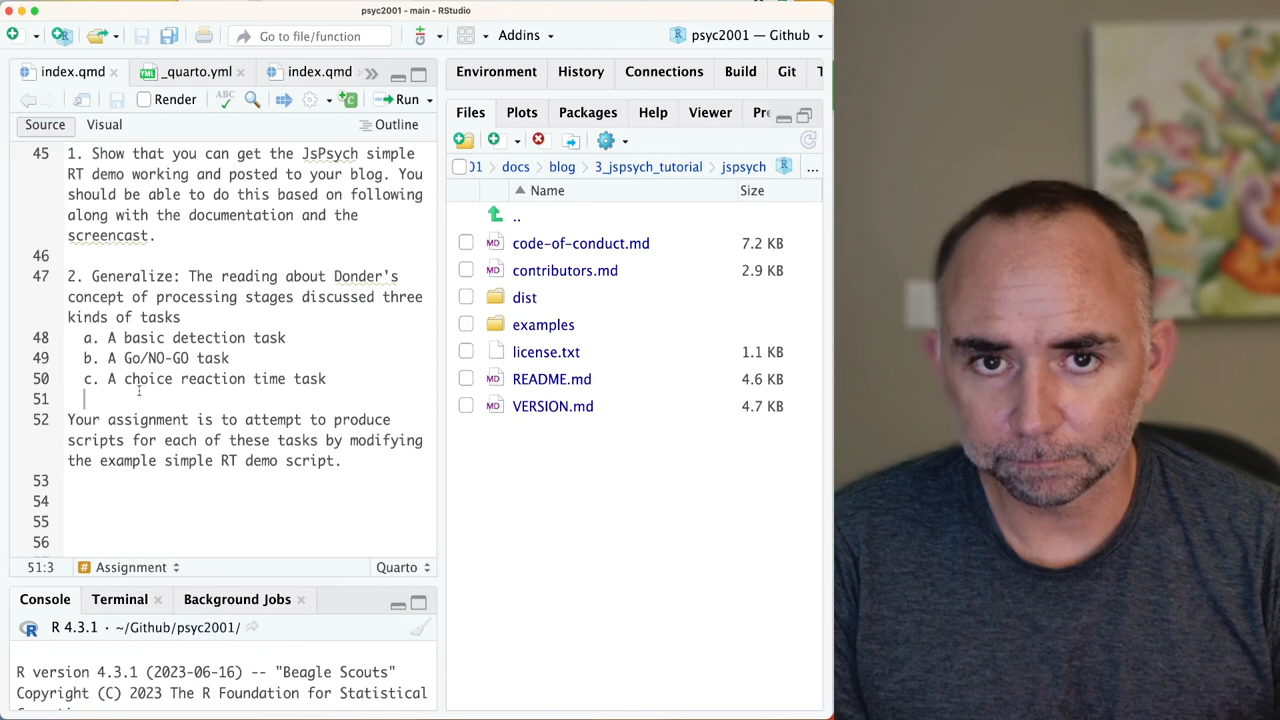 psyc2001 - main - RStudio
Go to file/function
Addins
psyc2001 — Github
index.qmd
_quarto.yml
index.qmd
Render
ABC
Run
Source
Visual
Outline
45 1. Show that you can get the JsPsych simple
RT demo working and posted to your blog. You
should be able to do this based on following
along with the documentation and the
screencast.
46
47 2. Generalize: The reading about Donder's
concept of processing stages discussed three
kinds of tasks
48 a. A basic detection task
49 b. A Go/NO-GO task
50 c. A choice reaction time task
51
52 Your assignment is to attempt to produce
scripts for each of these tasks by modifying
the example simple RT demo script.
53
54
55
56
51:3
# Assignment
Quarto
Console
Terminal
Background Jobs
R 4.3.1 · ~/Github/psyc2001/
R version 4.3.1 (2023-06-16) -- "Beagle Scouts"
Copyright (C) 2023 The R Foundation for Statistical
Environment
History
Connections
Build
Git
T
Files
Plots
Packages
Help
Viewer
Pre
01 docs blog 3_jspsych_tutorial jspsych ...
Name
Size
..
MD code-of-conduct.md 7.2 KB
MD contributors.md 2.9 KB
dist
examples
license.txt 1.1 KB
MD README.md 4.6 KB
MD VERSION.md 4.7 KB